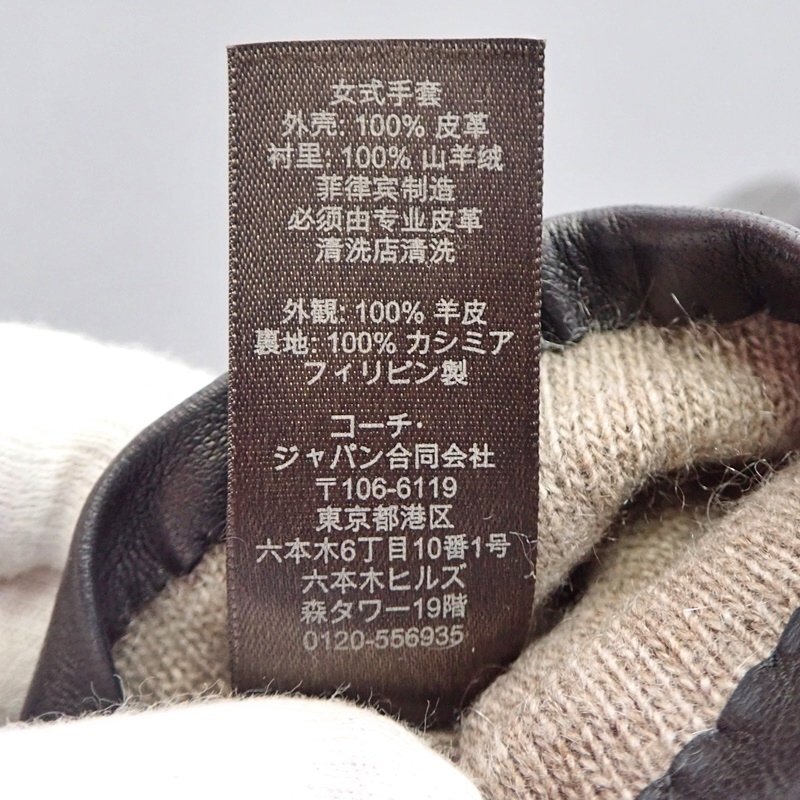 女式手套
外壳: 100% 皮革
衬里: 100% 山羊绒
菲律宾制造
必须由专业皮革
清洗店清洗
外観: 100% 羊皮
裏地: 100% カシミア
フィリピン製
コーチ・
ジャパン合同会社
〒106-6119
東京都港区
六本木6丁目10番1号
六本木ヒルズ
森タワー19階
0120-556935